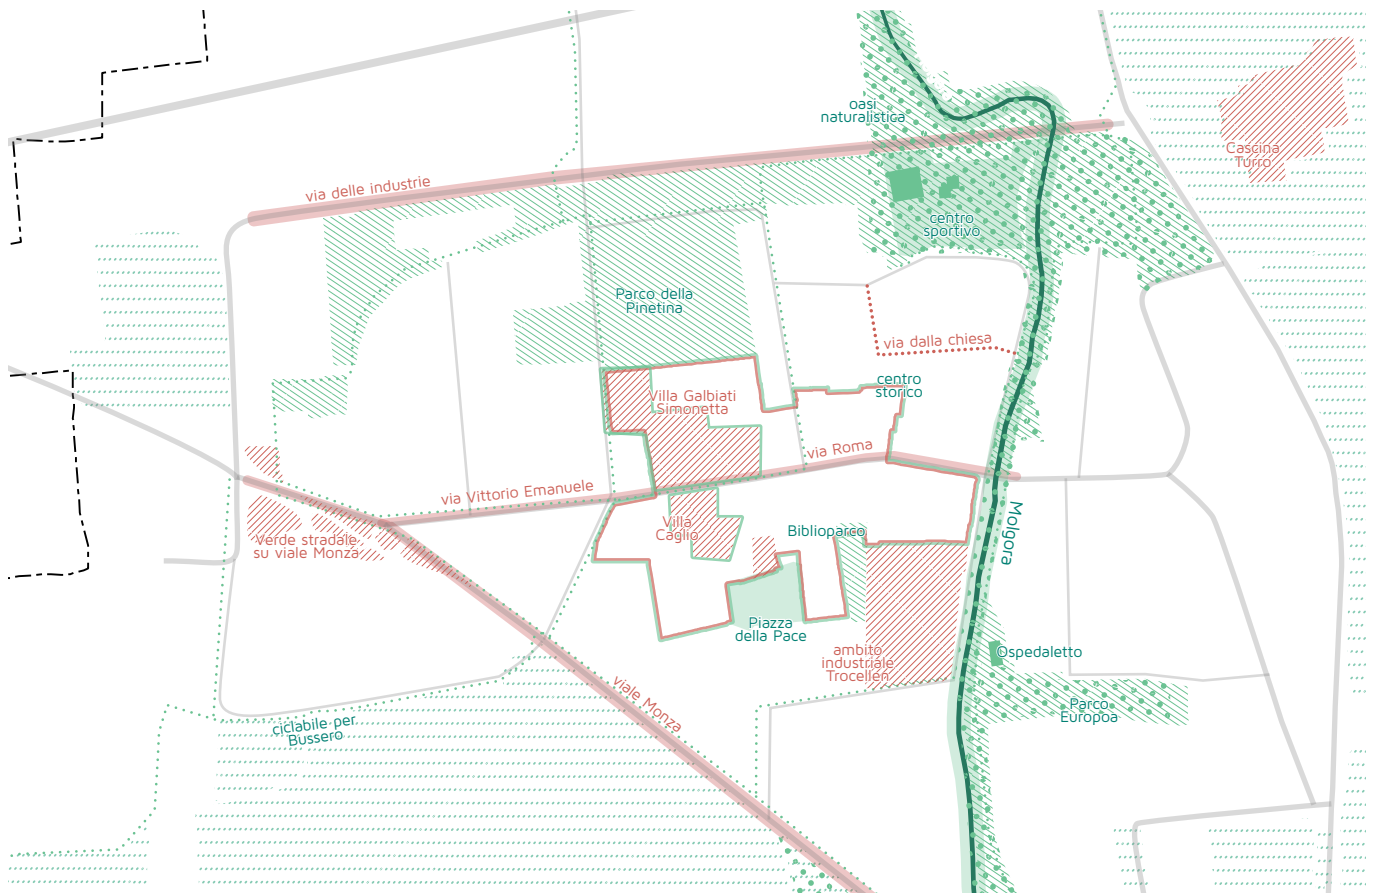 oasi
naturalistica
Cascina
Turio
via delle industrie
centro
sportivo
Parco della
Pinetina
via dalla chiesa
centro
storico
Villa Galbiati
Simonetta
via Roma
via Vittorio Emanuele
Villa
Caglio
Biblioparco
Molgora
Verde stradale
su viale Monza
Piazza
della Pace
ambito
industriale
Trocellen
Ospedaletto
viale Monza
Parco
Europoa
ciclabile per
Bussero